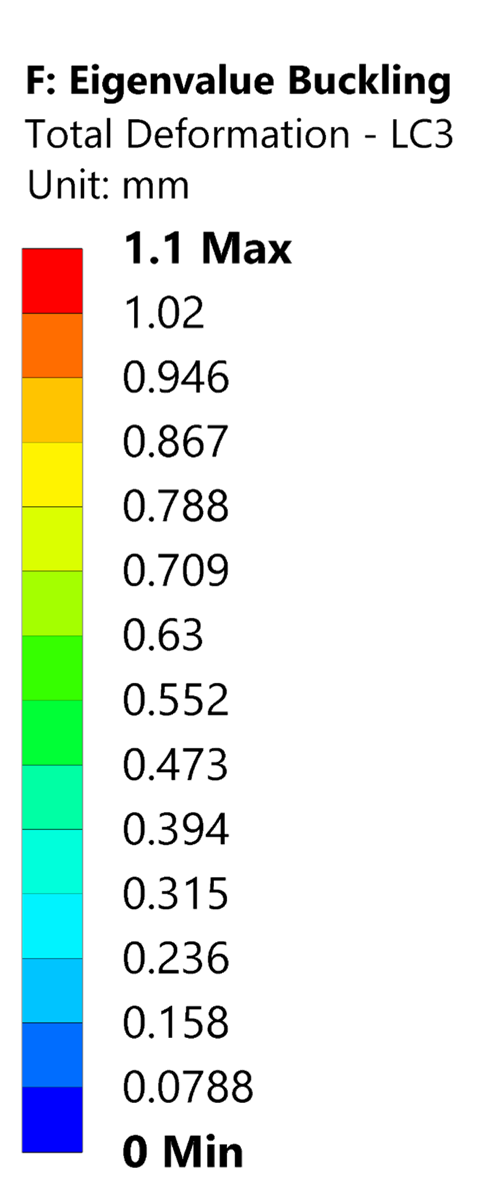 F: Eigenvalue Buckling
Total Deformation - LC3
Unit: mm
1.1 Max
1.02
0.946
0.867
0.788
0.709
0.63
0.552
0.473
0.394
0.315
0.236
0.158
0.0788
0 Min